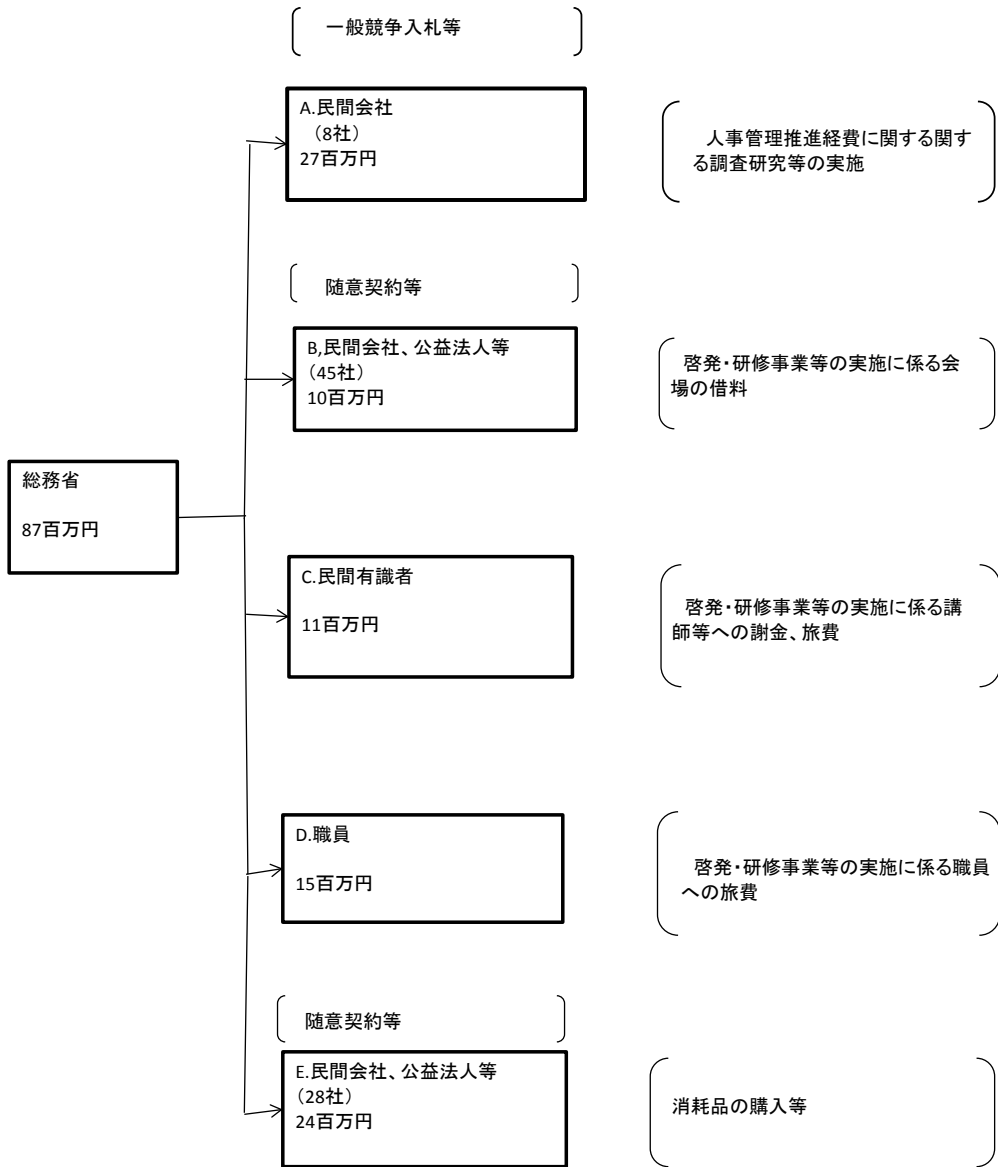 一般競争入札等
A.民間会社
（8社）
27百万円
人事管理推進経費に関する関す
る調査研究等の実施
随意契約等
B,民間会社、公益法人等
（45社）
10百万円
啓発・研修事業等の実施に係る会
場の借料
総務省
87百万円
C.民間有識者
11百万円
啓発・研修事業等の実施に係る講
師等への謝金、旅費
D.職員
15百万円
啓発・研修事業等の実施に係る職員
への旅費
随意契約等
E.民間会社、公益法人等
（28社）
24百万円
消耗品の購入等